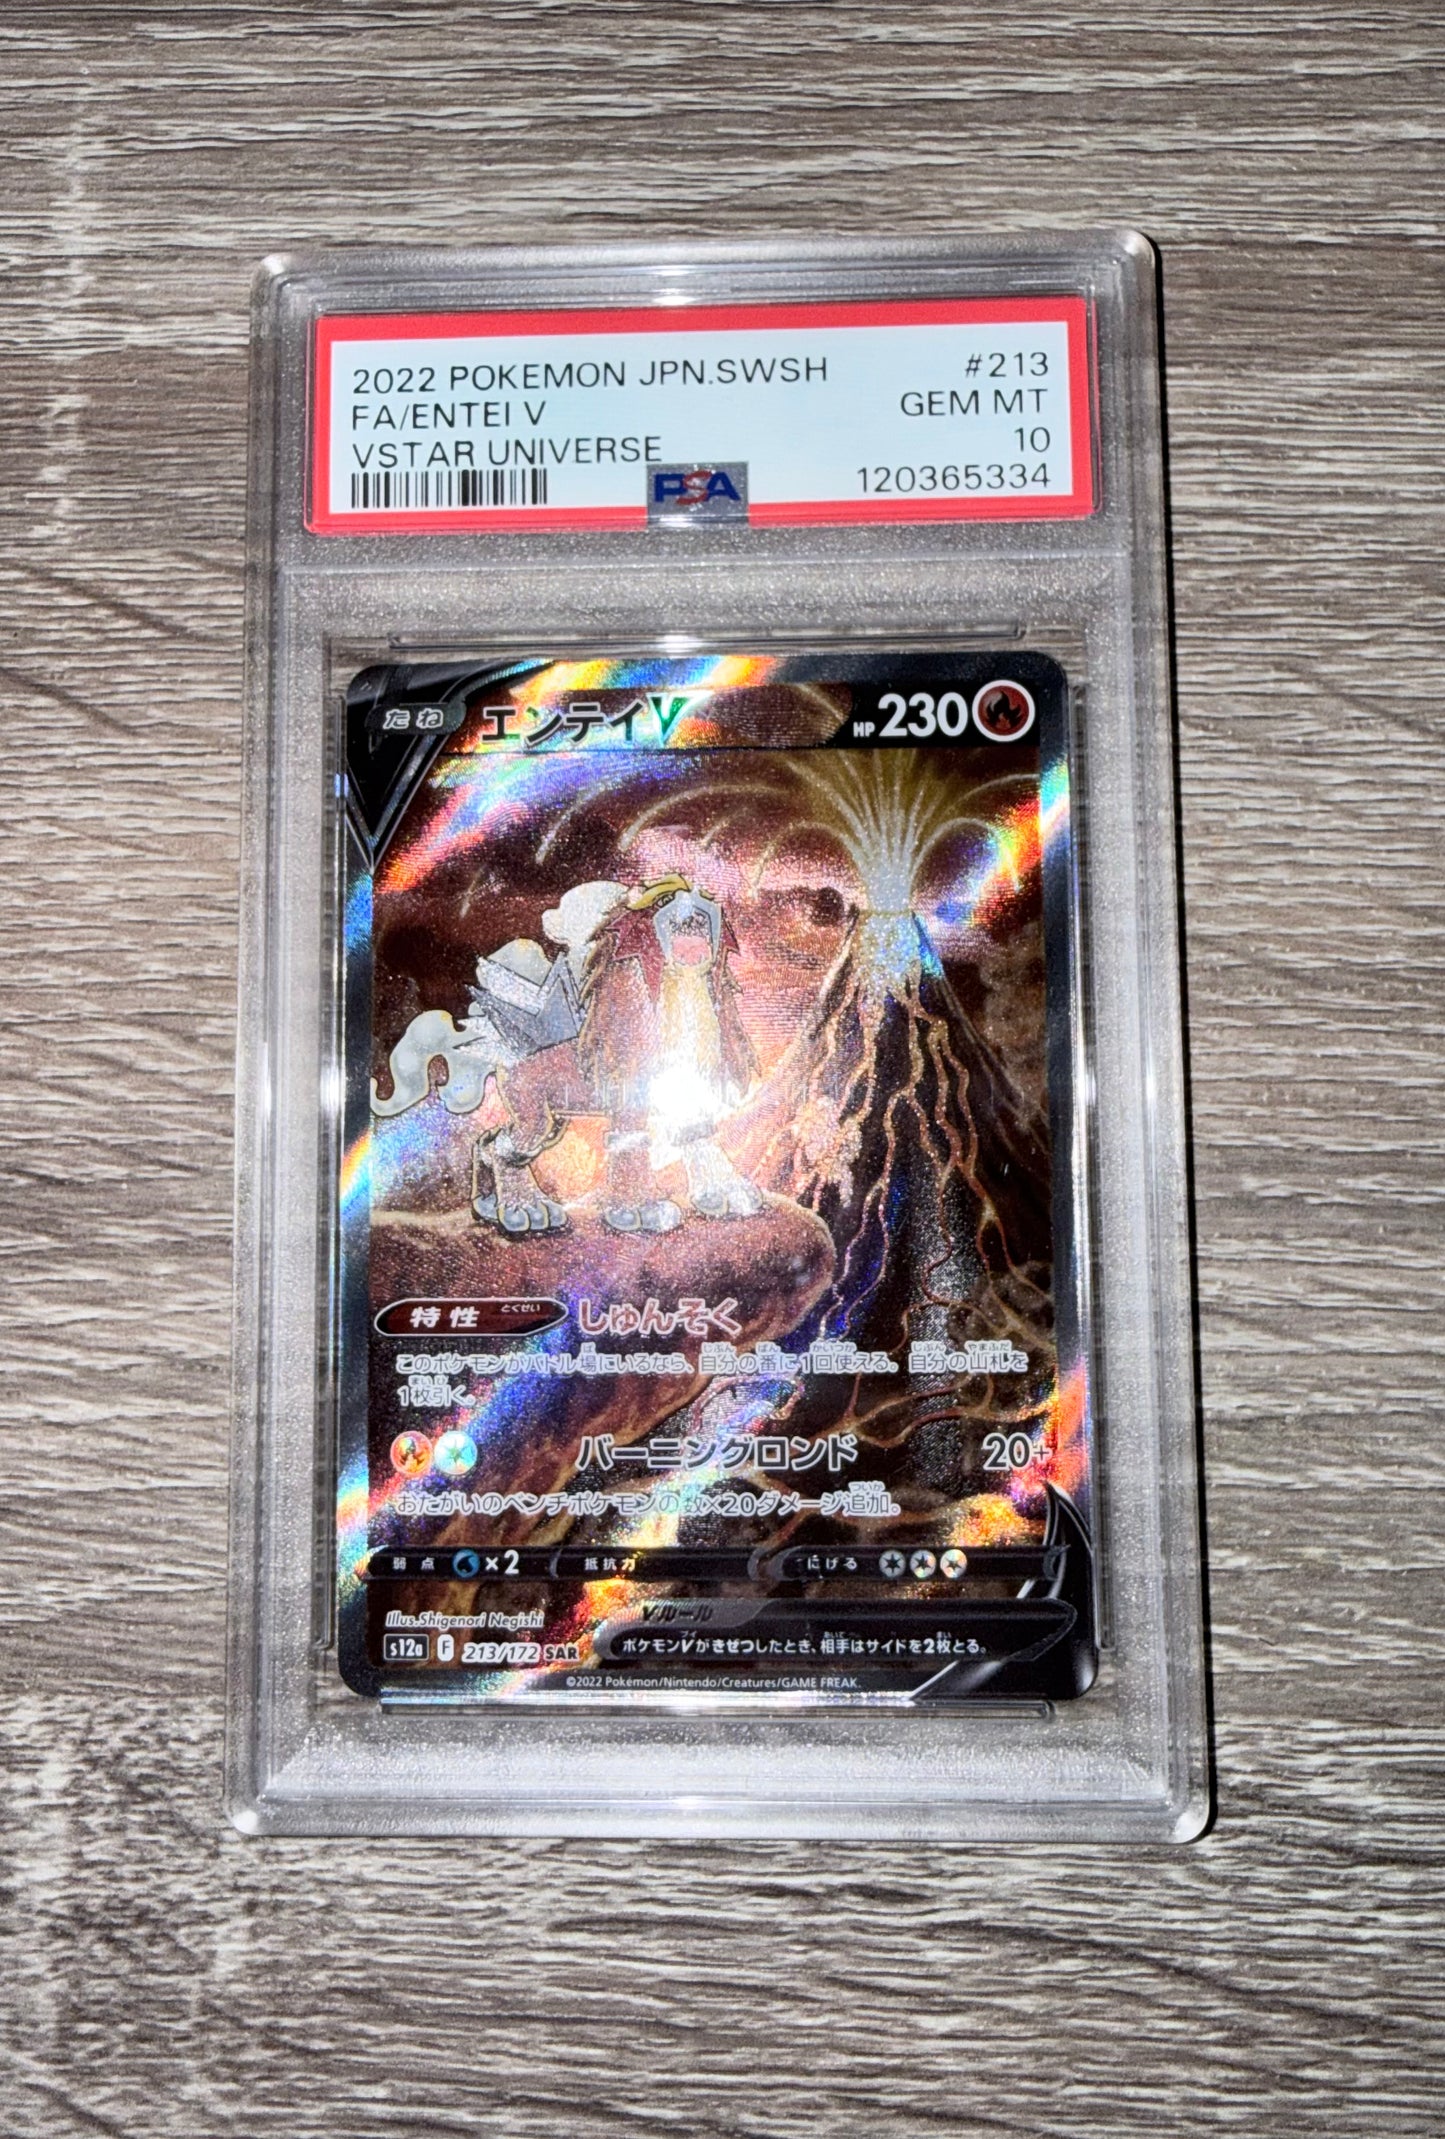 2022 POKEMON JPN.SWSH #213
FA/ENTEI V GEM MT
VSTAR UNIVERSE 10
PSA 120365334
たね エンテイV HP 230
特性 とくせい しゅんそく
このポケモンがバトル場にいるなら、自分の番に1回使える。自分の山札を
1枚引く。
バーニングロンド 20+
おたがいのベンチポケモンの数×20ダメージ追加。
弱点 ×2 抵抗力 にげる
Illus.Shigenori Negishi Vルール
s12a F 213/172 SAR ポケモンVがきぜつしたとき、相手はサイドを2枚とる。
©2022 Pokémon/Nintendo/Creatures/GAME FREAK.